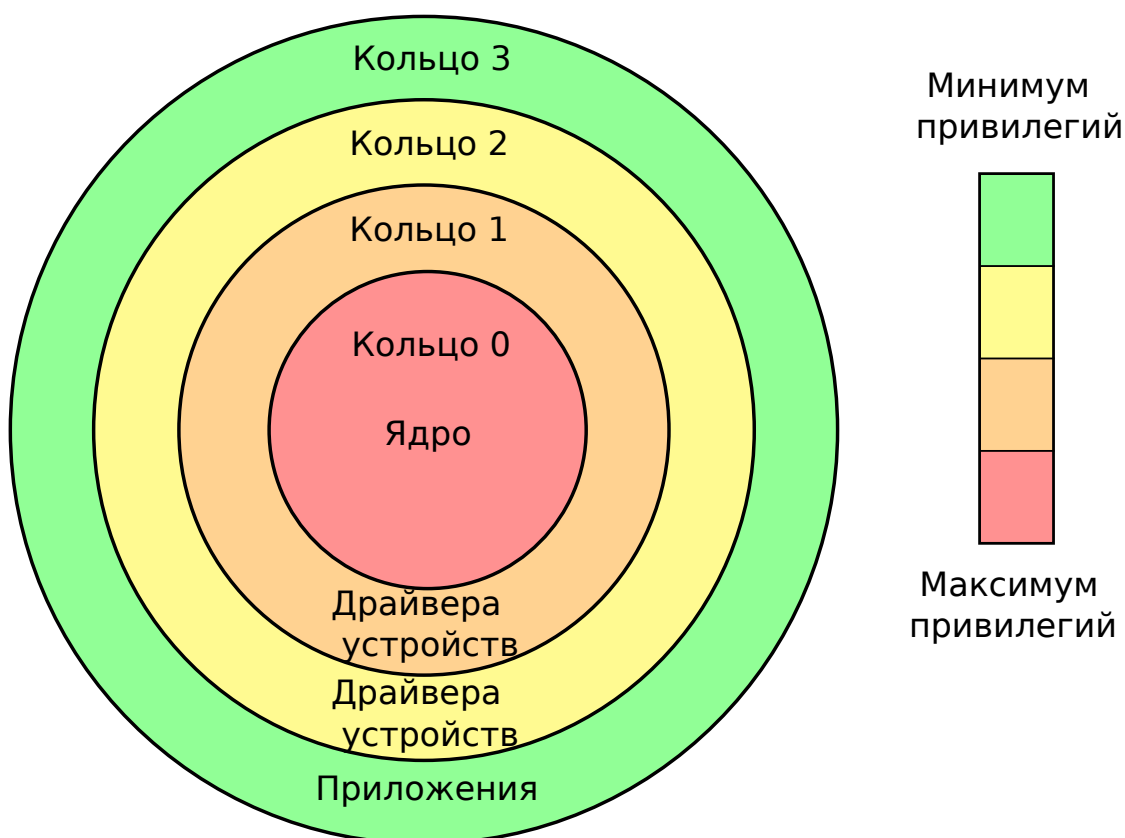 Кольцо 3
Кольцо 2
Кольцо 1
Кольцо 0
Ядро
Драйвера
устройств
Драйвера
устройств
Приложения
Минимум
привилегий
Максимум
привилегий